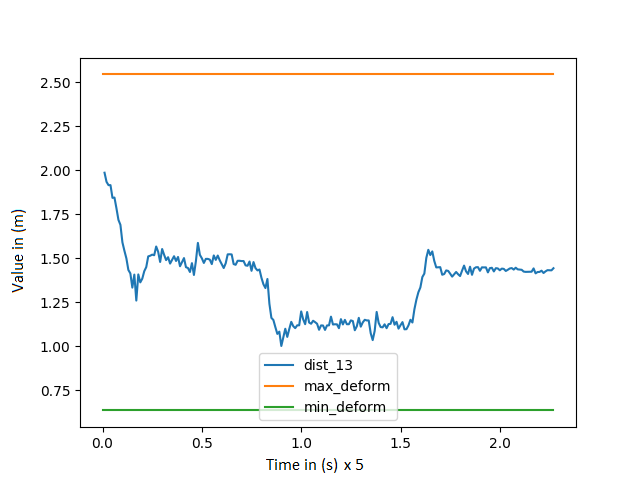 2.50
2.25
2.00
1.75
1.50
1.25
1.00
0.75
Value in (m)
dist_13
max_deform
min_deform
0.0 0.5 1.0 1.5 2.0
Time in (s) x 5